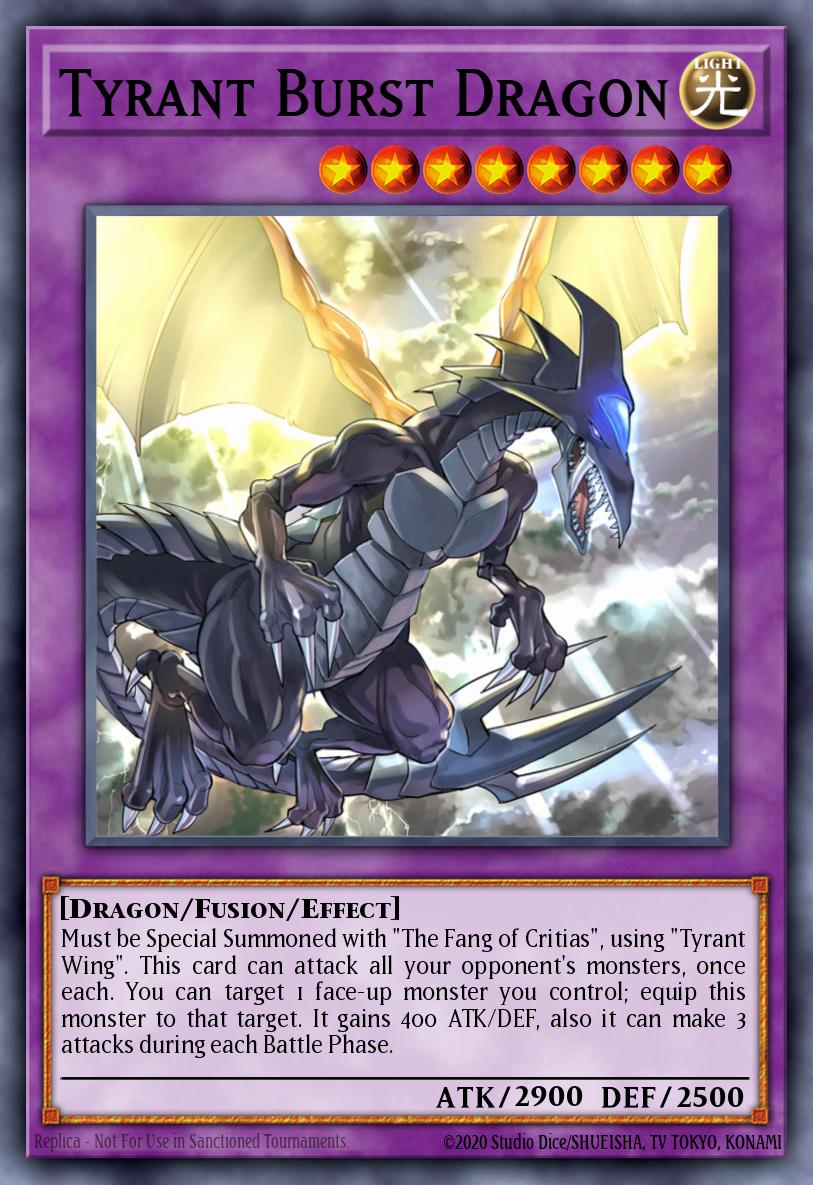 TYRANT BURST DRAGON
LIGHT
光
[DRAGON/FUSION/EFFECT]
Must be Special Summoned with "The Fang of Critias", using "Tyrant
Wing". This card can attack all your opponent's monsters, once
each. You can target 1 face-up monster you control; equip this
monster to that target. It gains 400 ATK/DEF, also it can make 3
attacks during each Battle Phase.
ATK/2900 DEF/2500
Replica - Not For Use in Sanctioned Tournaments.
©2020 Studio Dice/SHUEISHA, TV TOKYO, KONAMI